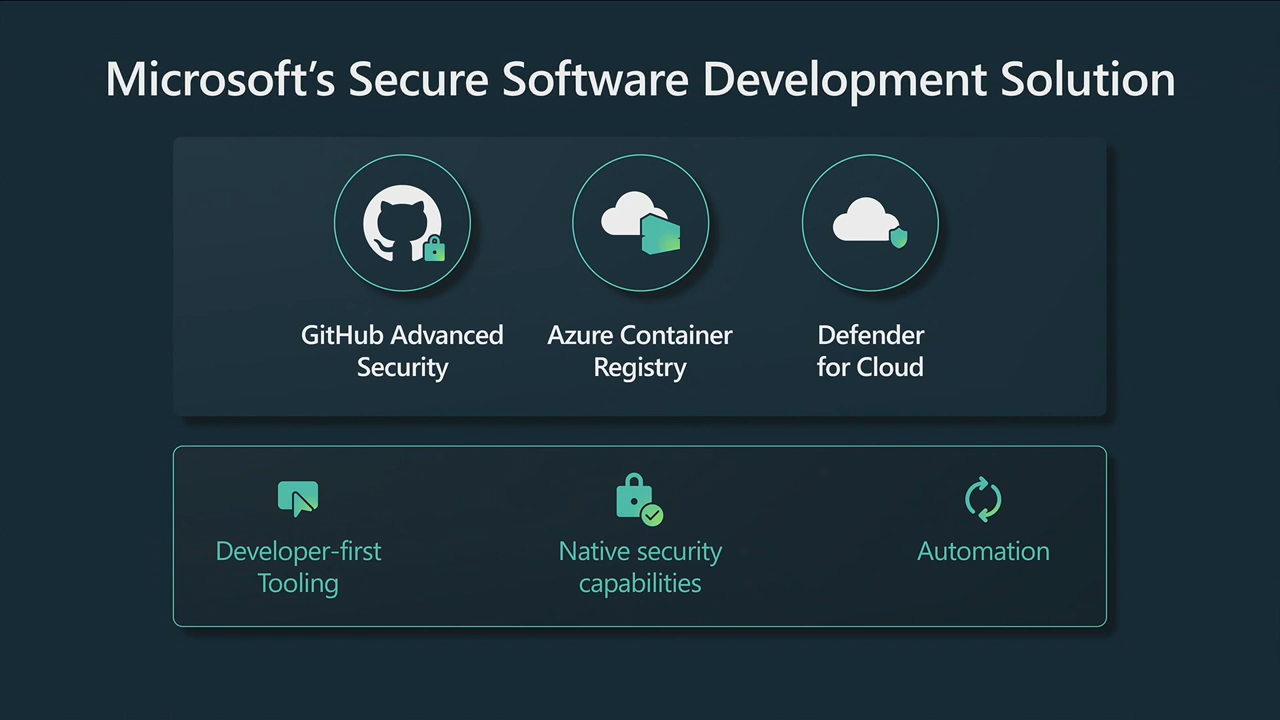 Microsoft’s Secure Software Development Solution
GitHub Advanced
Security
Azure Container
Registry
Defender
for Cloud
Developer-first
Tooling
Native security
capabilities
Automation